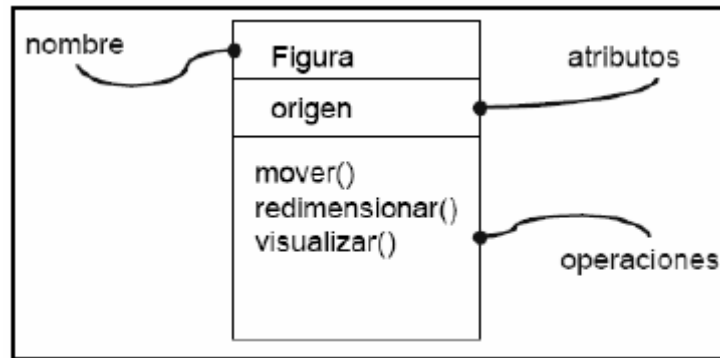 nombre
Figura
atributos
origen
mover()
redimensionar()
visualizar()
operaciones